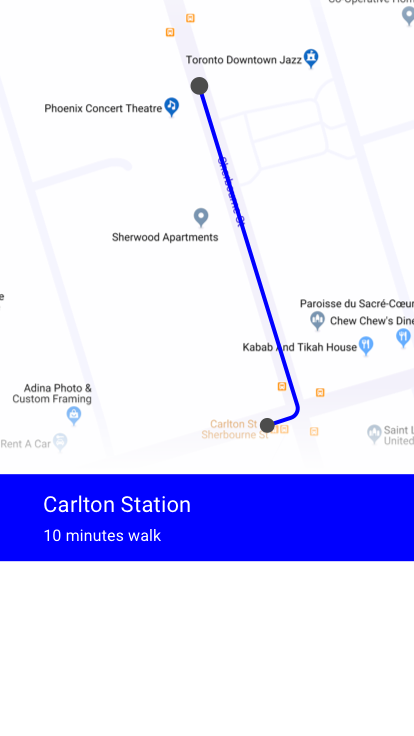 Co-Operative Hom
Toronto Downtown Jazz
Phoenix Concert Theatre
Sherbourne St
Sherwood Apartments
e
Paroisse du Sacré-Cœur
Chew Chew's Dine
Kabab And Tikah House
Adina Photo &
Custom Framing
Carlton St
Sherbourne St
Saint L
United
Rent A Car
Carlton Station
10 minutes walk